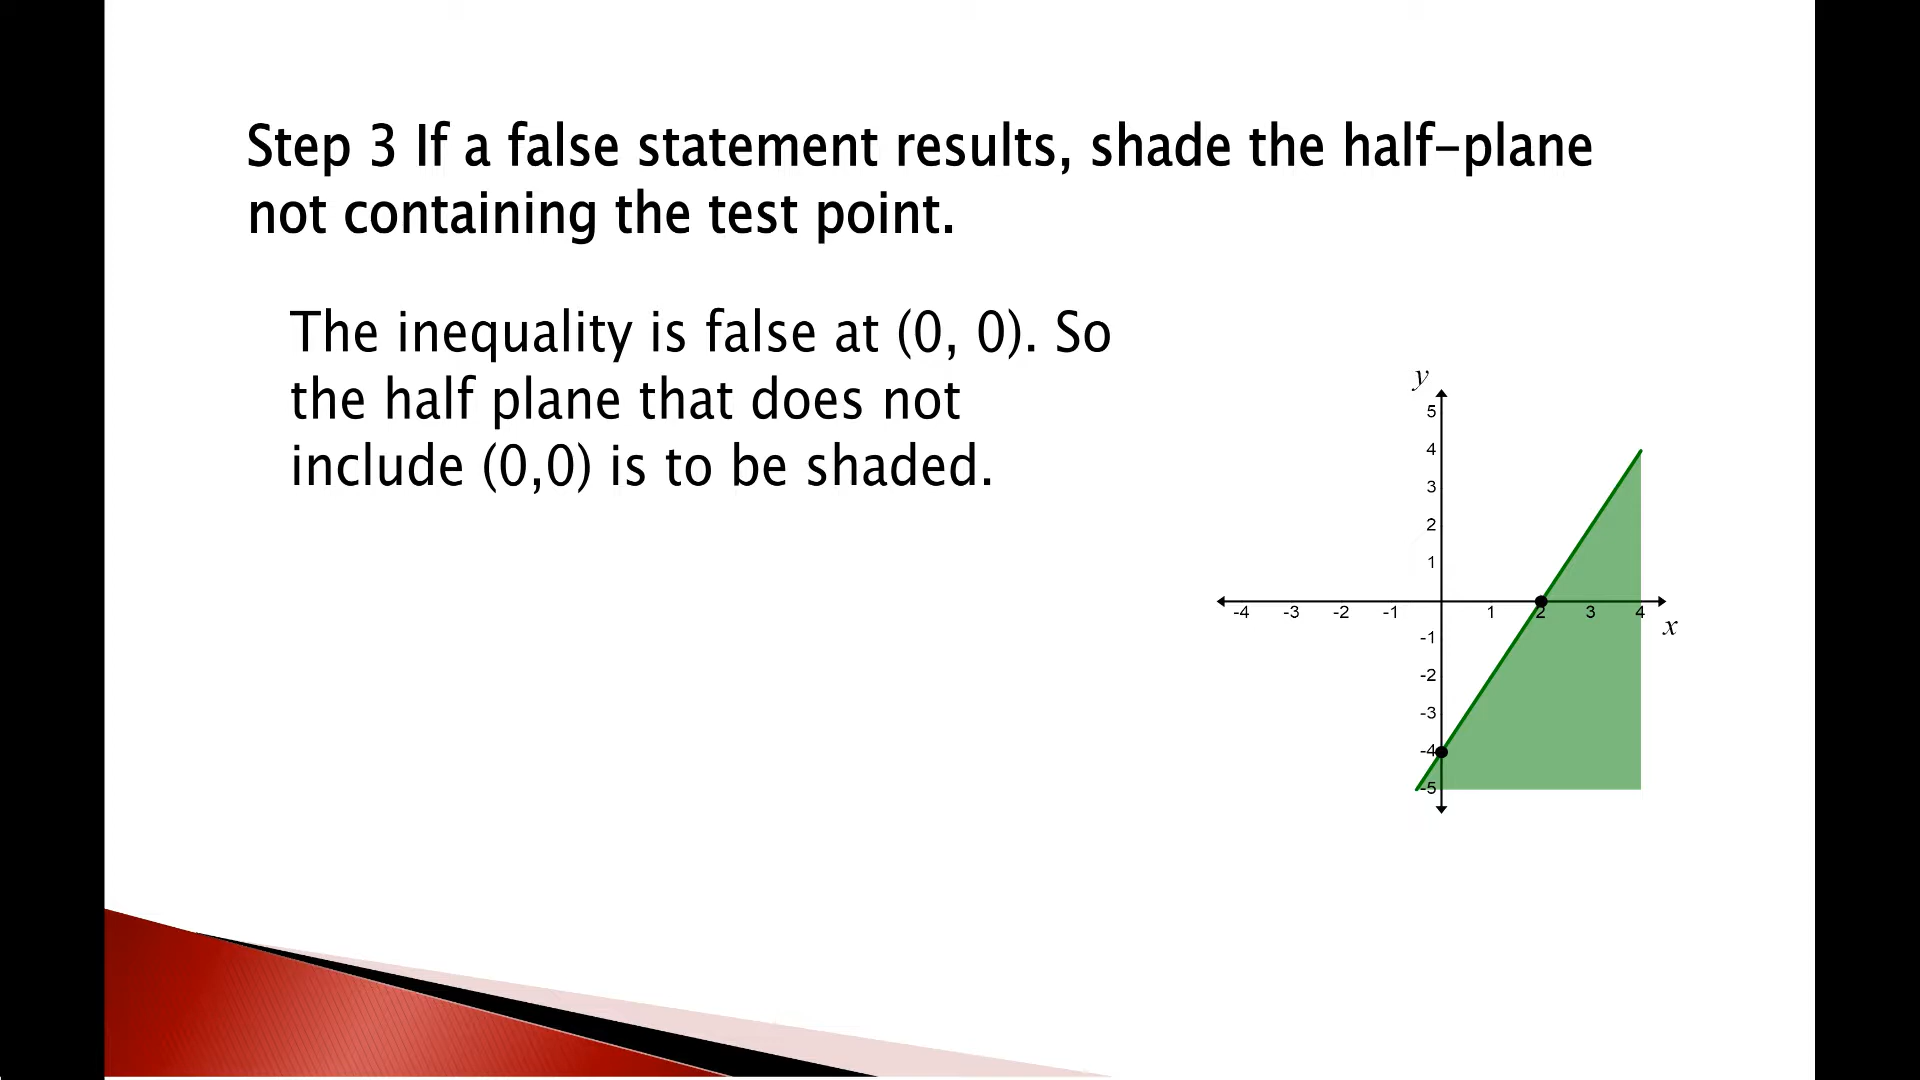 Step 3 If a false statement results, shade the half-plane
not containing the test point.
The inequality is false at (0, 0). So
the half plane that does not
include (0,0) is to be shaded.
y
5
4
3
2
1
-4 -3 -2 -1 1 2 3 4
x
-1
-2
-3
-4
-5